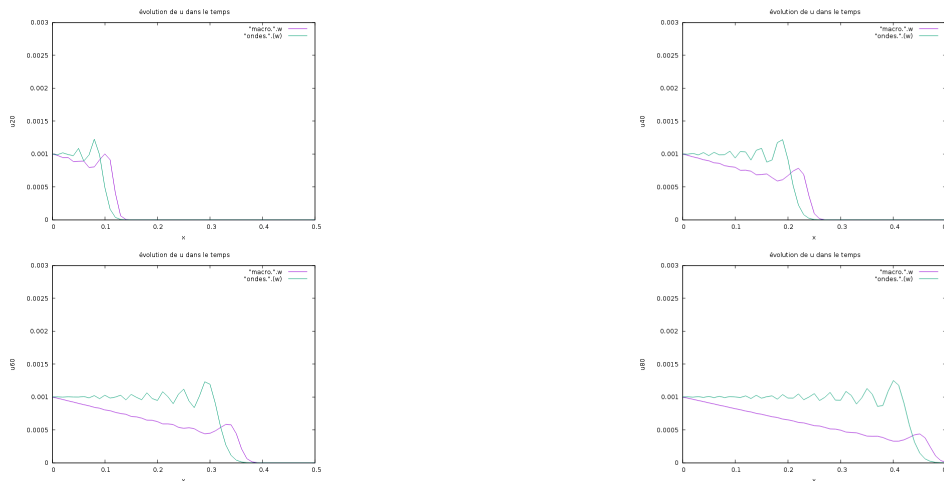 évolution de u dans le temps
"macro.".w
"ondes.".(w)
0.003
0.0025
0.002
0.0015
0.001
0.0005
0
u20
0 0.1 0.2 0.3 0.4 0.5
x
évolution de u dans le temps
"macro.".w
"ondes.".(w)
0.003
0.0025
0.002
0.0015
0.001
0.0005
0
u40
0 0.1 0.2 0.3 0.4
x
évolution de u dans le temps
"macro.".w
"ondes.".(w)
0.003
0.0025
0.002
0.0015
0.001
0.0005
0
u60
0 0.1 0.2 0.3 0.4 0.5
x
évolution de u dans le temps
"macro.".w
"ondes.".(w)
0.003
0.0025
0.002
0.0015
0.001
0.0005
0
u80
0 0.1 0.2 0.3 0.4
x